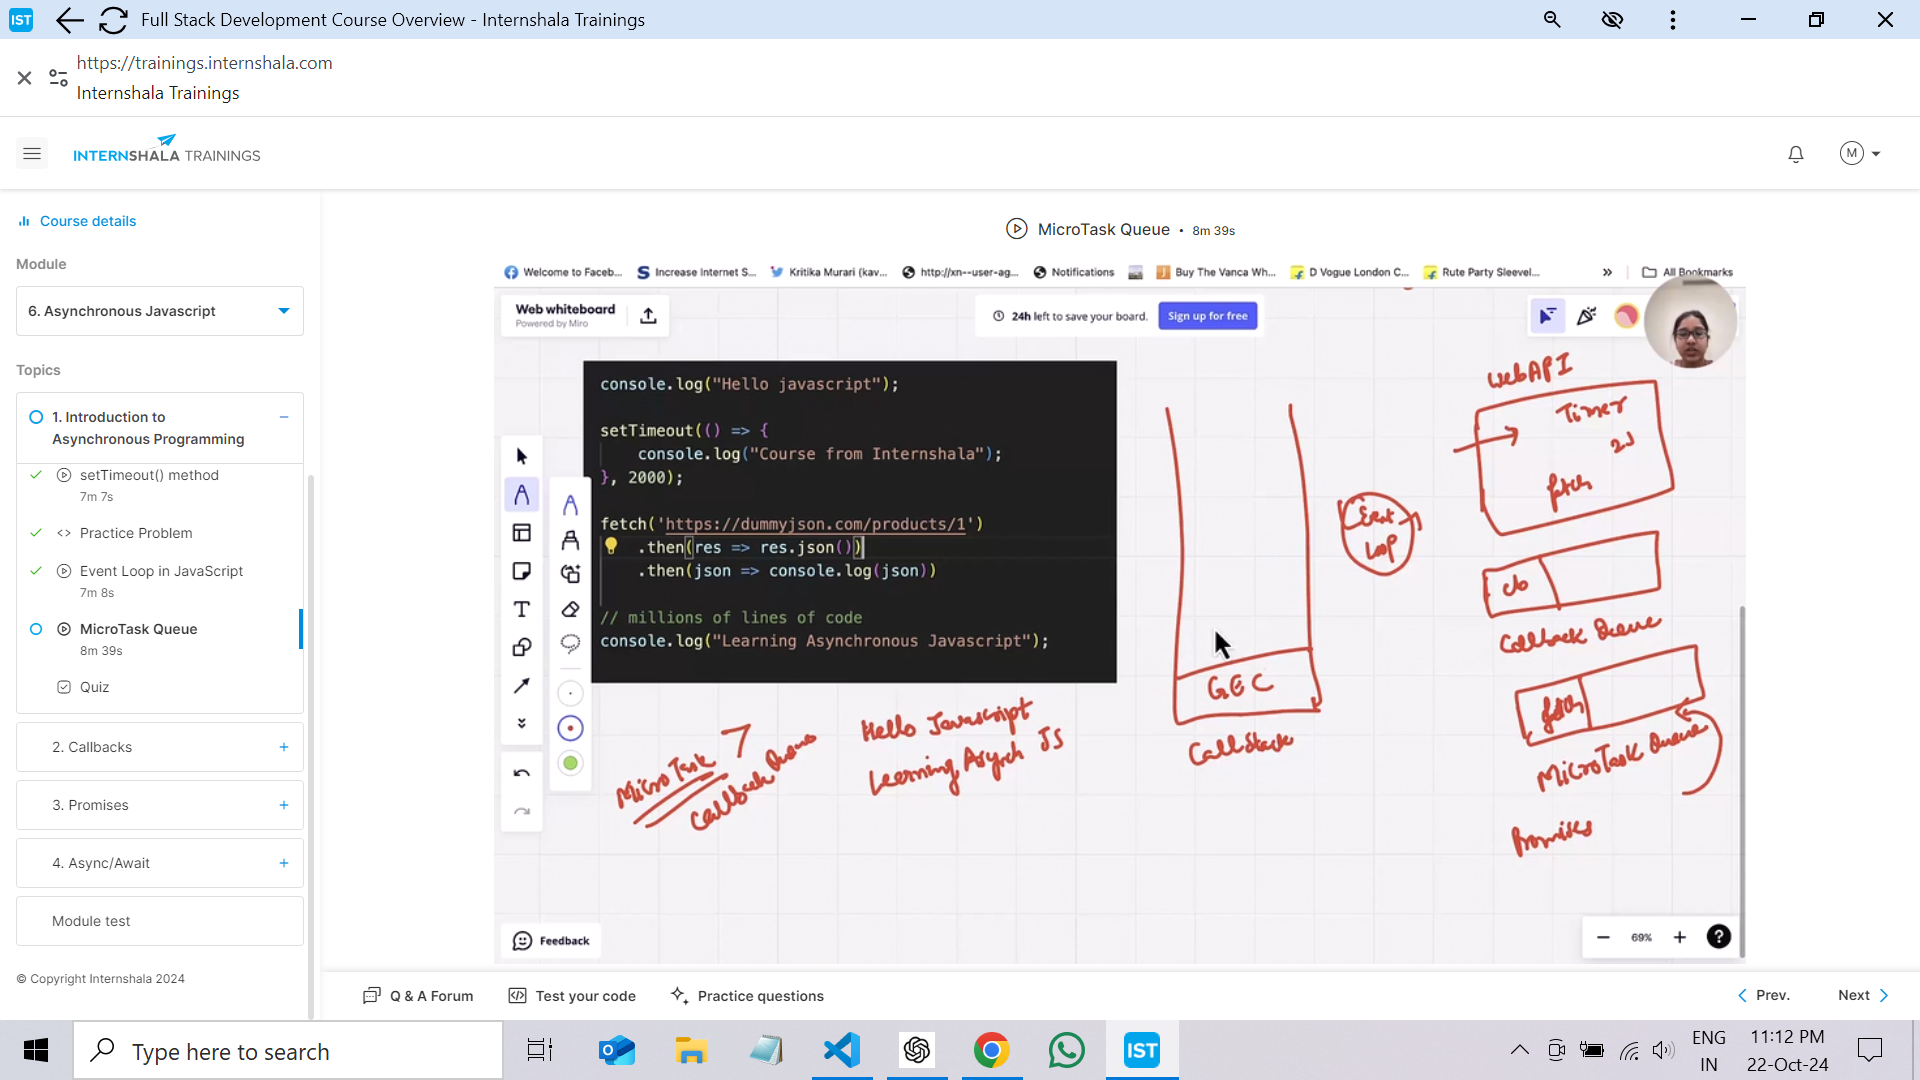 IST
Full Stack Development Course Overview - Internshala Trainings
https://trainings.internshala.com
Internshala Trainings
INTERNSHALA TRAININGS
M
Course details
Module
6. Asynchronous Javascript
Topics
1. Introduction to
Asynchronous Programming
setTimeout() method
7m 7s
<> Practice Problem
Event Loop in JavaScript
7m 8s
MicroTask Queue
8m 39s
Quiz
2. Callbacks
3. Promises
4. Async/Await
Module test
© Copyright Internshala 2024
MicroTask Queue • 8m 39s
Welcome to Faceb... Increase Internet S... Kritika Murari (kav... http://xn--user-ag... Notifications Buy The Vanca Wh... D Vogue London C... Rute Party Sleevel... » All Bookmarks
Web whiteboard
Powered by Miro
24h left to save your board. Sign up for free
console.log("Hello javascript");
setTimeout(() => {
console.log("Course from Internshala");
}, 2000);
fetch('https://dummyjson.com/products/1')
.then(res => res.json())
.then(json => console.log(json))
// millions of lines of code
console.log("Learning Asynchronous Javascript");
MicroTask >
Callback Queue
Hello Javascript
Learning Asynch JS
GEC
CallStack
Event
Loop
WebAPI
Timer
2s
fetch
cb
Callback Queue
fetch
MicroTask Queue
Promises
Feedback
69%
?
Q & A Forum
Test your code
Practice questions
Prev.
Next
Type here to search
IST
ENG
IN
11:12 PM
22-Oct-24